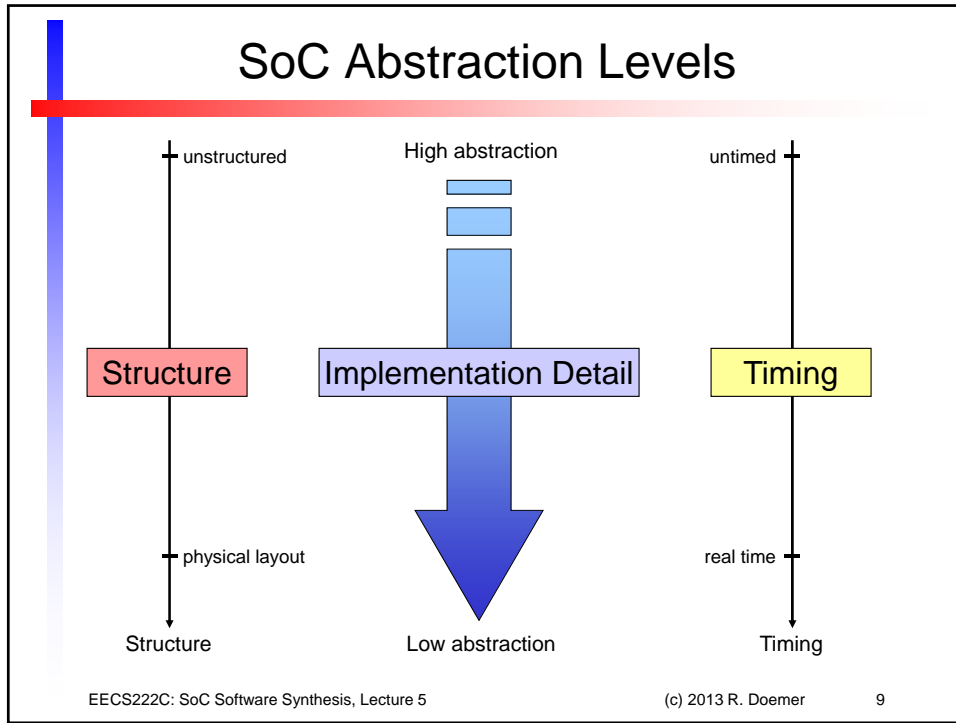 SoC Abstraction Levels
unstructured
High abstraction
untimed
Structure
Implementation Detail
Timing
physical layout
real time
Structure
Low abstraction
Timing
EECS222C: SoC Software Synthesis, Lecture 5
(c) 2013 R. Doemer
9